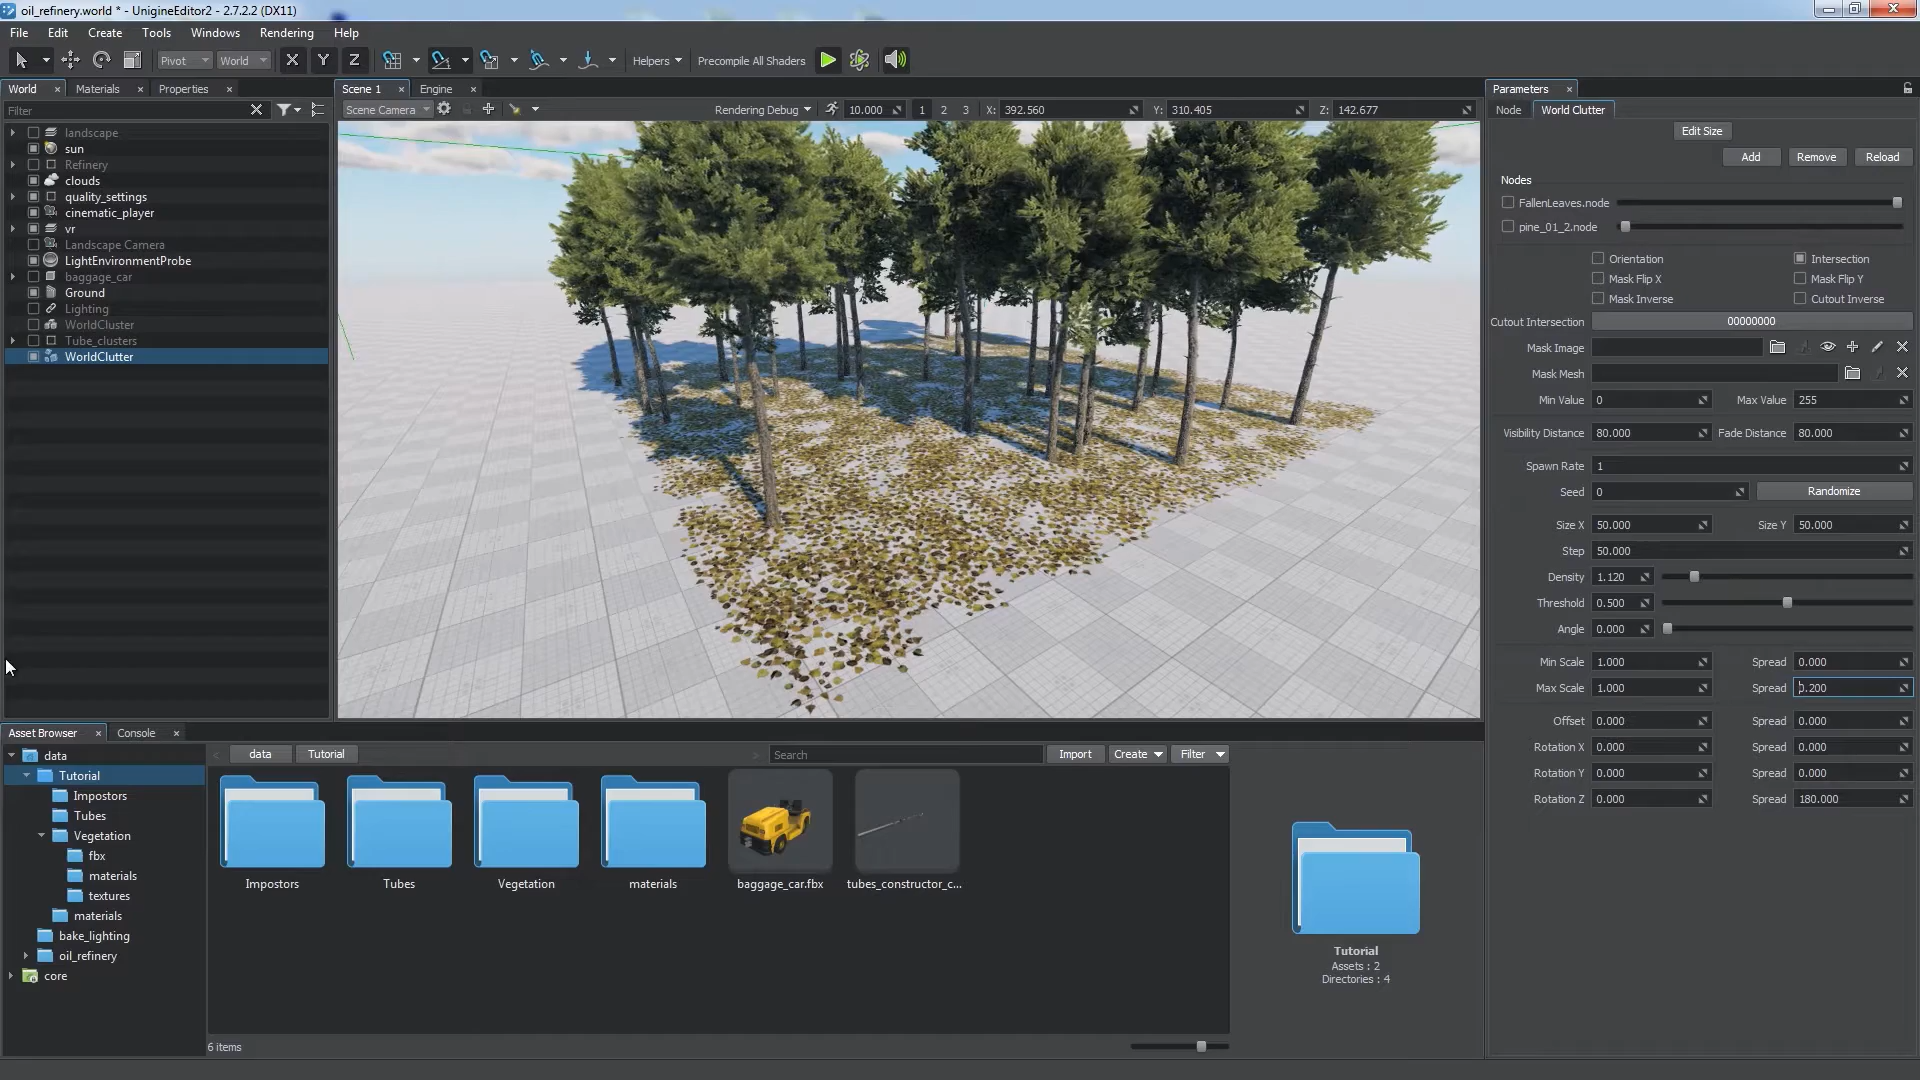 oil_refinery.world * - UnigineEditor2 - 2.7.2.2 (DX11)
File Edit Create Tools Windows Rendering Help
Pivot World X Y Z Helpers Precompile All Shaders
World Materials Properties
Filter
landscape
sun
Refinery
clouds
quality_settings
cinematic_player
vr
Landscape Camera
LightEnvironmentProbe
baggage_car
Ground
Lighting
WorldCluster
Tube_clusters
WorldClutter
Scene 1 Engine
Scene Camera Rendering Debug 10.000 1 2 3 X: 392.560 Y: 310.405 Z: 142.677
Parameters
Node World Clutter
Edit Size
Add Remove Reload
Nodes
FallenLeaves.node
pine_01_2.node
Orientation Intersection
Mask Flip X Mask Flip Y
Mask Inverse Cutout Inverse
Cutout Intersection 00000000
Mask Image
Mask Mesh
Min Value 0 Max Value 255
Visibility Distance 80.000 Fade Distance 80.000
Spawn Rate 1
Seed 0 Randomize
Size X 50.000 Size Y 50.000
Step 50.000
Density 1.120
Threshold 0.500
Angle 0.000
Min Scale 1.000 Spread 0.000
Max Scale 1.000 Spread 0.200
Offset 0.000 Spread 0.000
Rotation X 0.000 Spread 0.000
Rotation Y 0.000 Spread 0.000
Rotation Z 0.000 Spread 180.000
Asset Browser Console
data
Tutorial
Impostors
Tubes
Vegetation
fbx
materials
textures
materials
bake_lighting
oil_refinery
core
data Tutorial Search Import Create Filter
Impostors Tubes Vegetation materials baggage_car.fbx tubes_constructor_c...
6 items
Tutorial
Assets : 2
Directories : 4